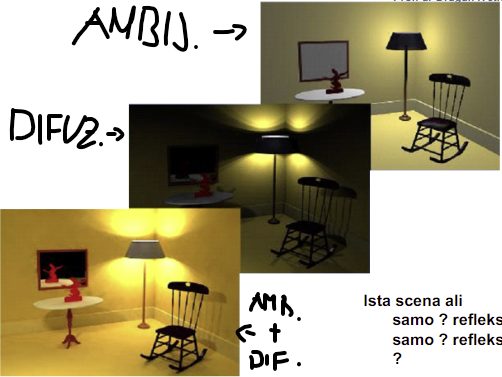 AMBIJ. →
DIFUZ. →
AMB.
← +
DIF.
Ista scena ali
samo ? refleks
samo ? refleks
?